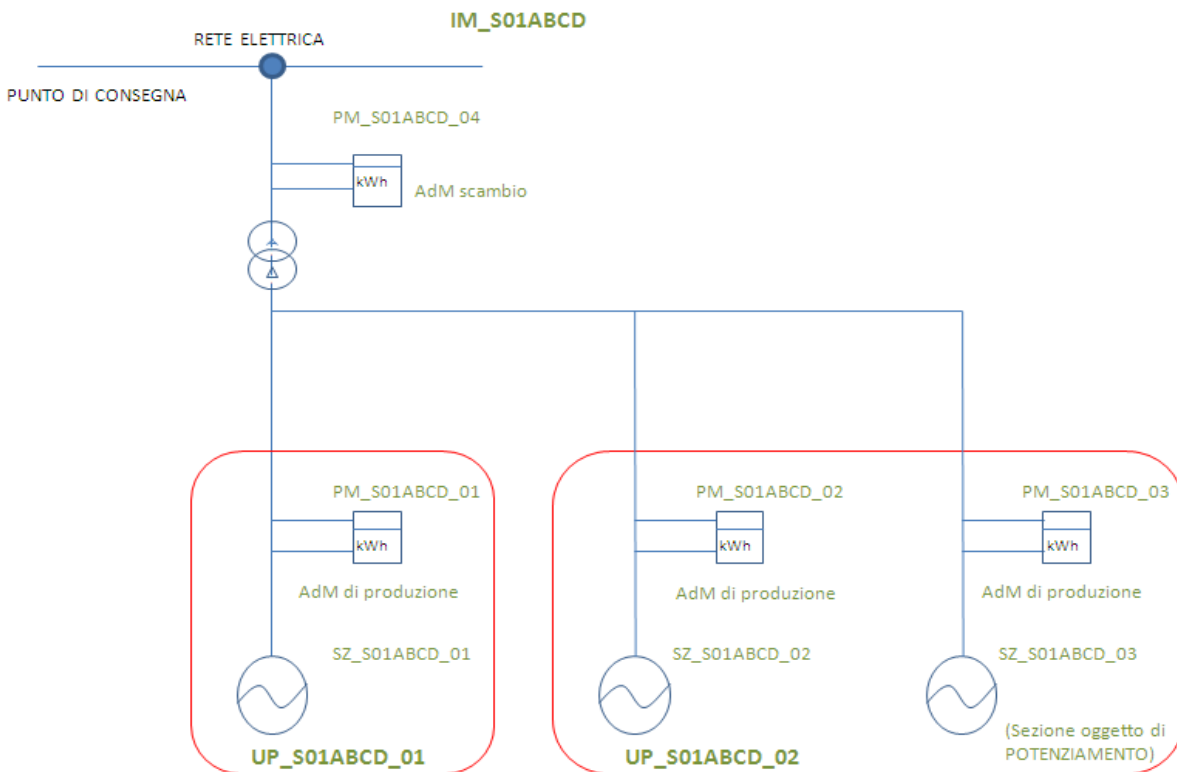 IM_S01ABCD
RETE ELETTRICA
PUNTO DI CONSEGNA
PM_S01ABCD_04
kWh
AdM scambio
PM_S01ABCD_01
PM_S01ABCD_02
PM_S01ABCD_03
kWh
kWh
kWh
AdM di produzione
AdM di produzione
AdM di produzione
SZ_S01ABCD_01
SZ_S01ABCD_02
SZ_S01ABCD_03
(Sezione oggetto di
POTENZIAMENTO)
UP_S01ABCD_01
UP_S01ABCD_02